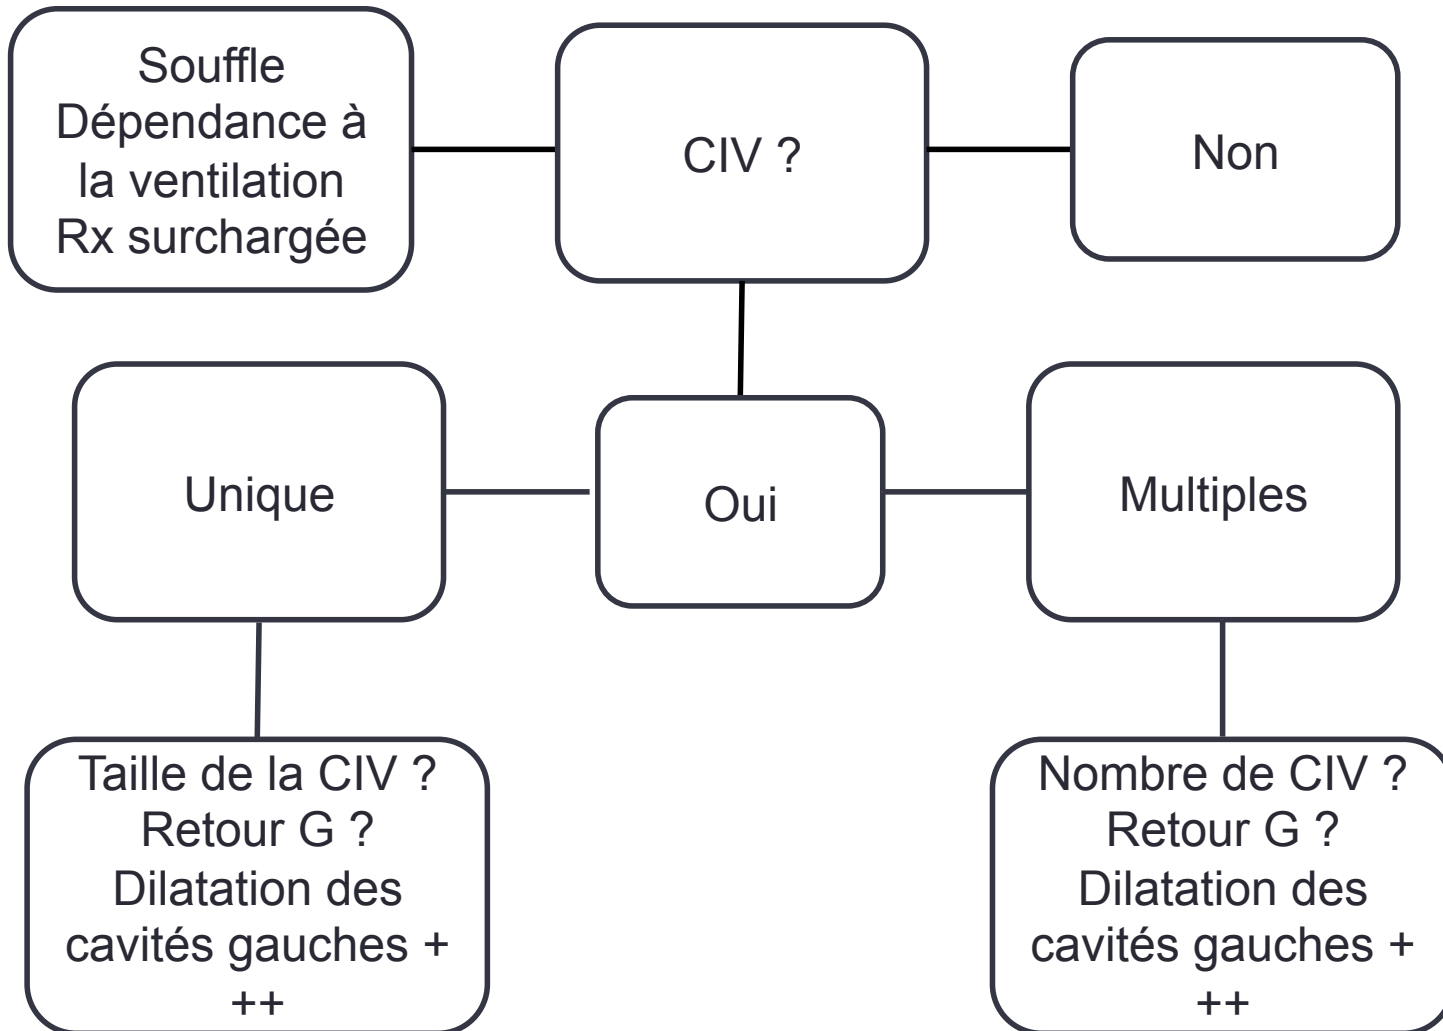 Souffle
Dépendance à
la ventilation
Rx surchargée
CIV ?
Non
Unique
Oui
Multiples
Taille de la CIV ?
Retour G ?
Dilatation des
cavités gauches +
++
Nombre de CIV ?
Retour G ?
Dilatation des
cavités gauches +
++